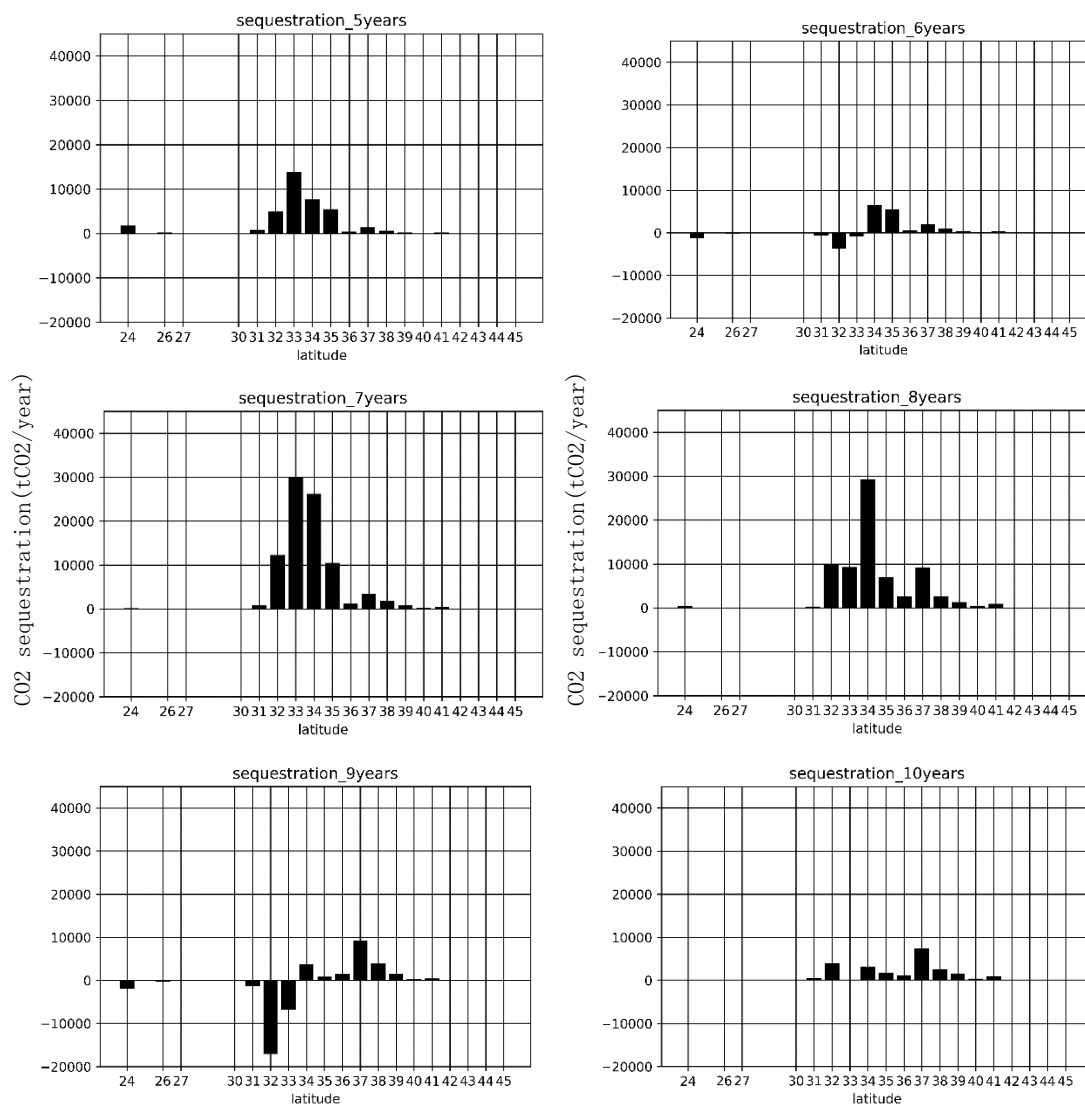 sequestration_5years
40000
30000
20000
10000
0
−10000
−20000
24 26 27 30 31 32 33 34 35 36 37 38 39 40 41 42 43 44 45
latitude
sequestration_6years
40000
30000
20000
10000
0
−10000
−20000
24 26 27 30 31 32 33 34 35 36 37 38 39 40 41 42 43 44 45
latitude
CO2 sequestration(tCO2/year)
sequestration_7years
40000
30000
20000
10000
0
−10000
−20000
24 26 27 30 31 32 33 34 35 36 37 38 39 40 41 42 43 44 45
latitude
CO2 sequestration(tCO2/year)
sequestration_8years
40000
30000
20000
10000
0
−10000
−20000
24 26 27 30 31 32 33 34 35 36 37 38 39 40 41 42 43 44 45
latitude
sequestration_9years
40000
30000
20000
10000
0
−10000
−20000
24 26 27 30 31 32 33 34 35 36 37 38 39 40 41 42 43 44 45
latitude
sequestration_10years
40000
30000
20000
10000
0
−10000
−20000
24 26 27 30 31 32 33 34 35 36 37 38 39 40 41 42 43 44 45
latitude